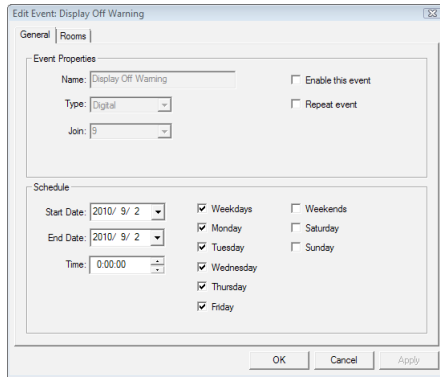 Edit Event: Display Off Warning
General Rooms
Event Properties
Name: Display Off Warning Enable this event
Type: Digital Repeat event
Join: 9
Schedule
Start Date: 2010/ 9/ 2 Weekdays Weekends
Monday Saturday
End Date: 2010/ 9/ 2 Tuesday Sunday
Time: 0:00:00 Wednesday
Thursday
Friday
OK Cancel Apply